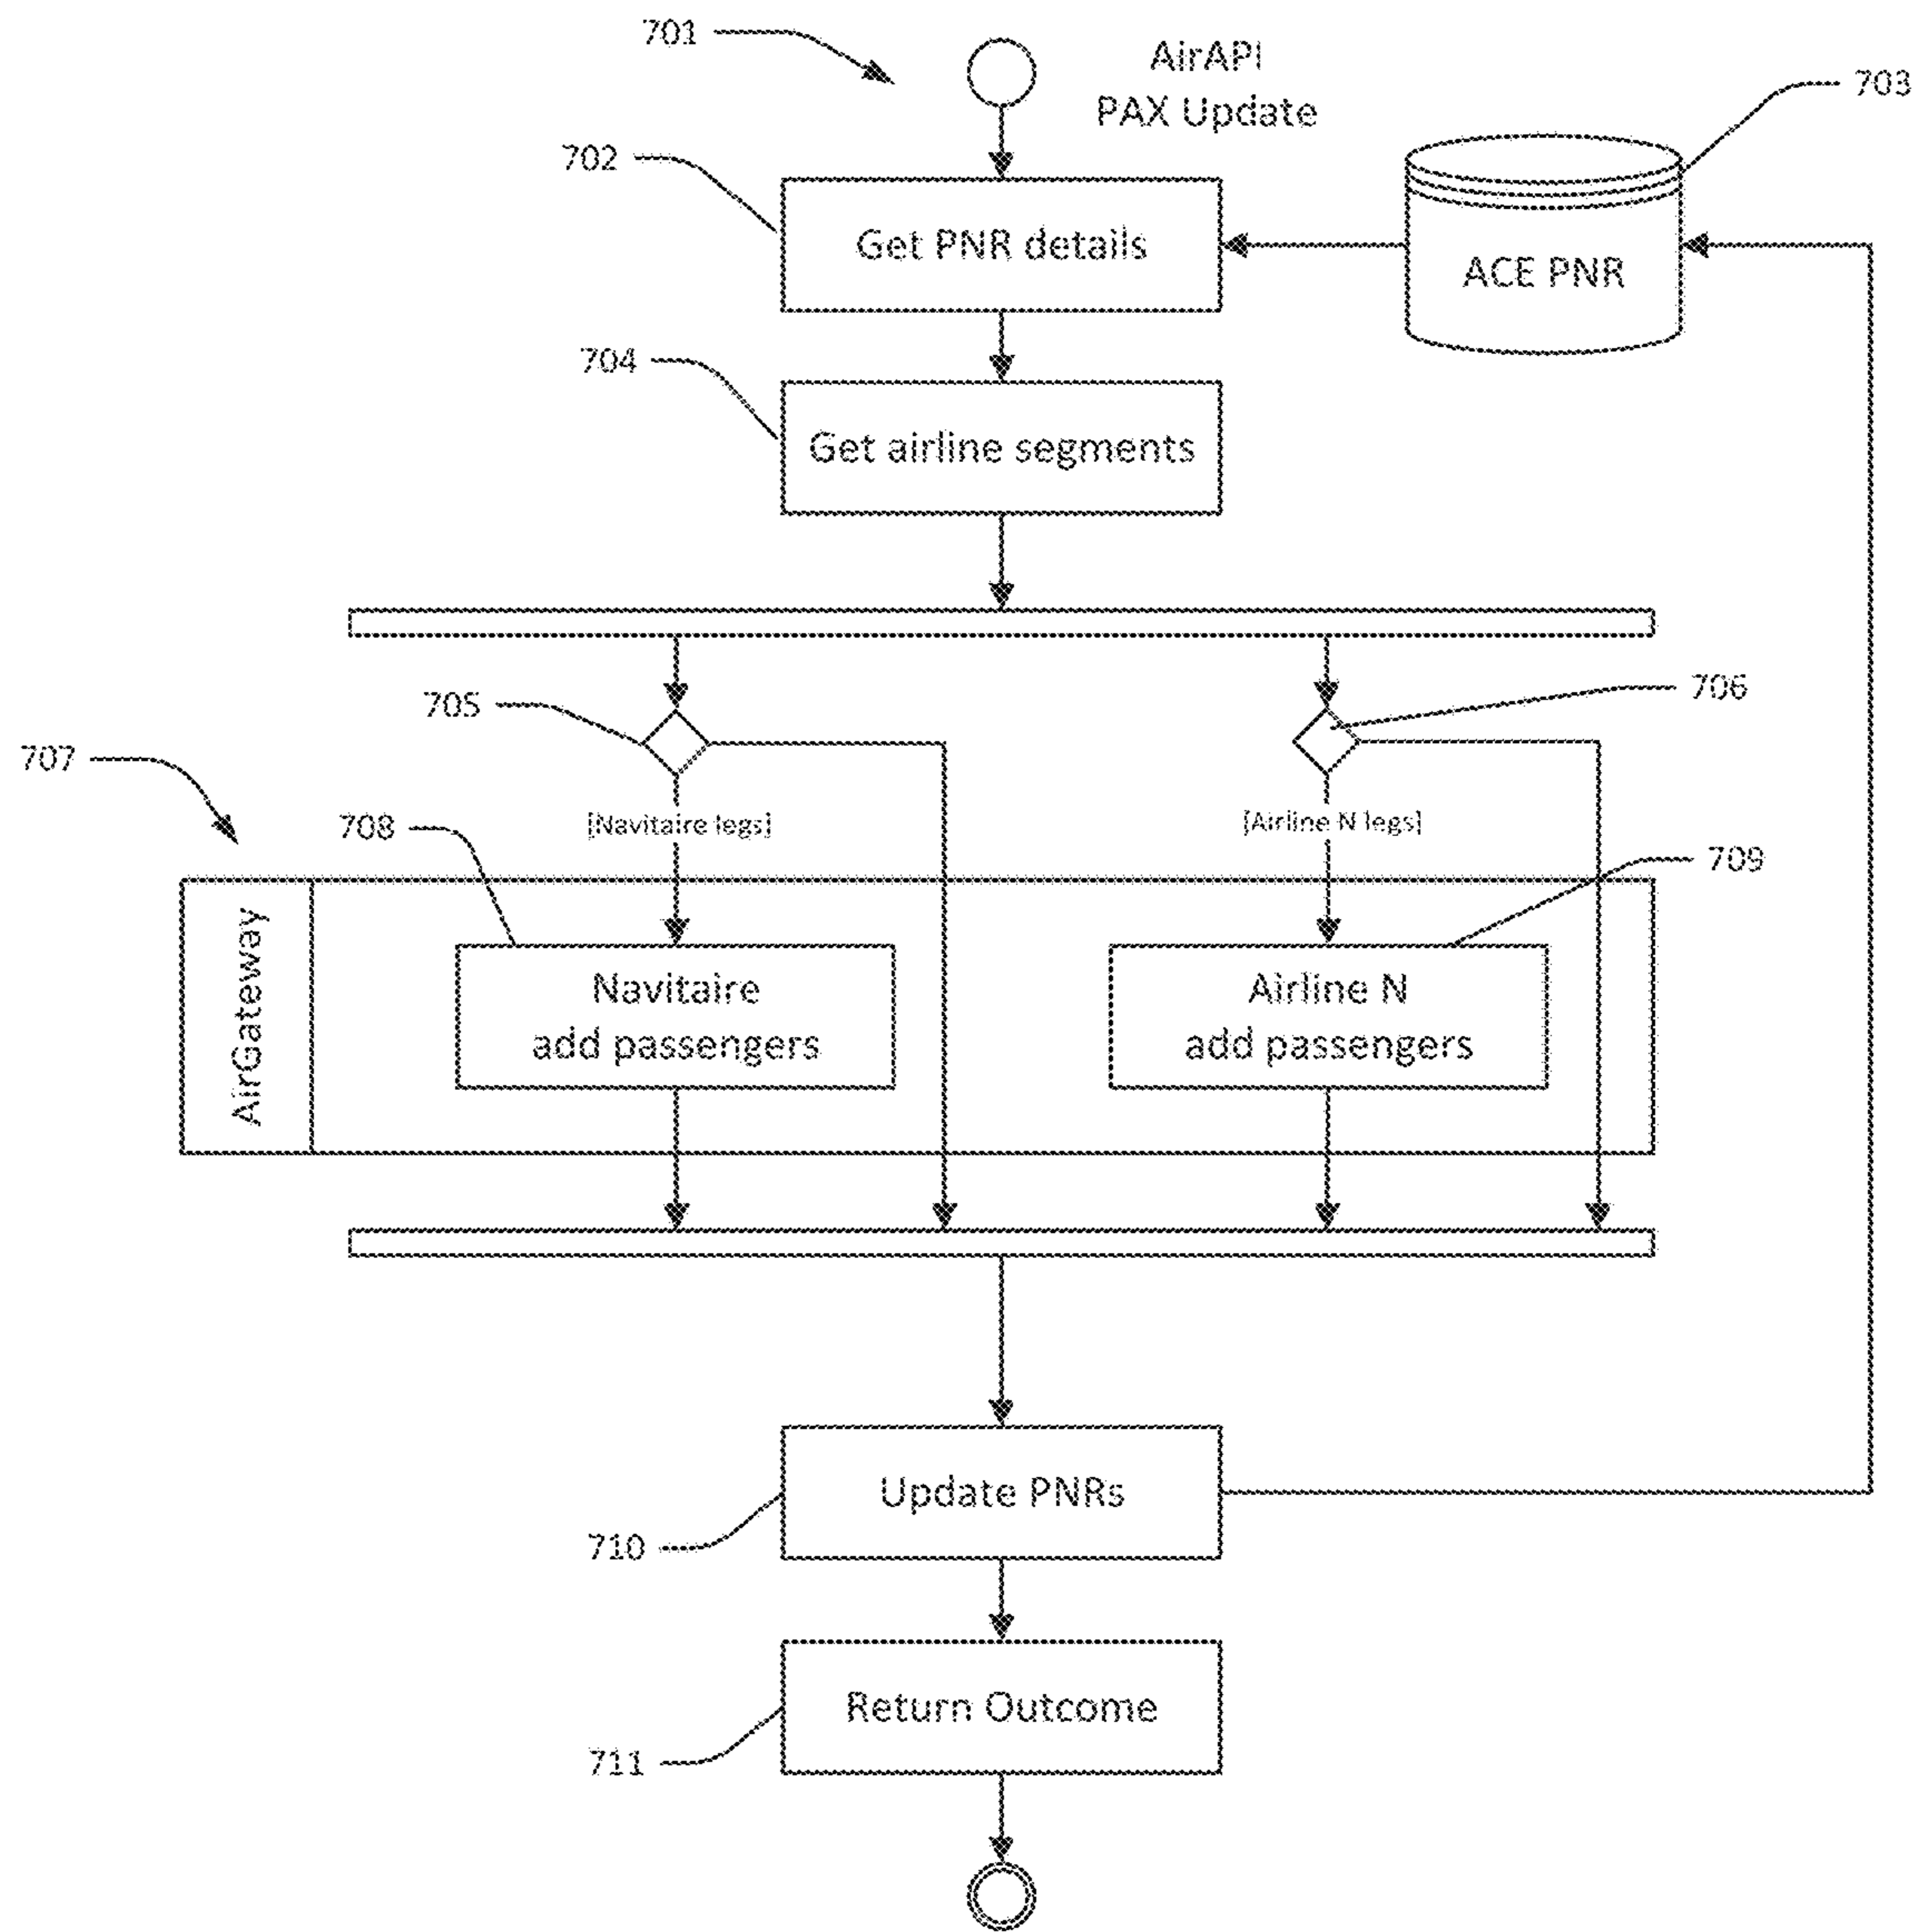 701
AirAPI
PAX Update
703
702
Get PNR details
ACE PNR
704
Get airline segments
705
706
707
708
[Navitaire legs]
[Airline N legs]
709
AirGateway
Navitaire
add passengers
Airline N
add passengers
Update PNRs
710
Return Outcome
711